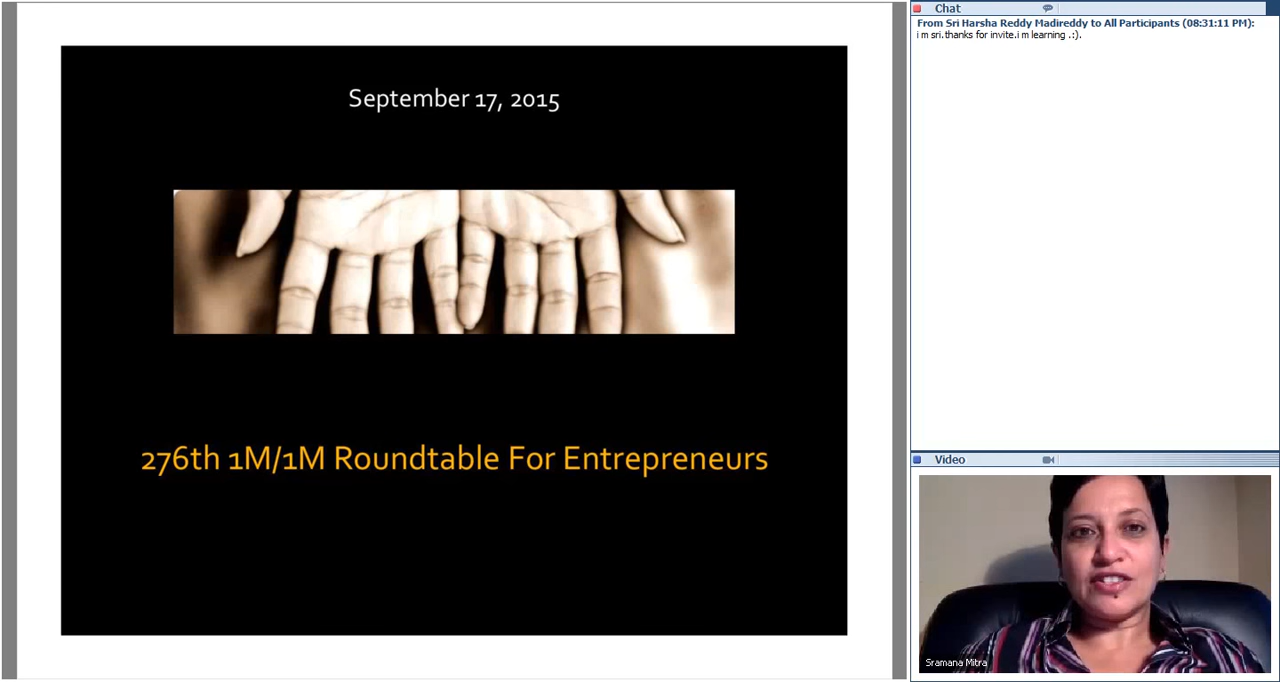 September 17, 2015
276th 1M/1M Roundtable For Entrepreneurs
Chat
From Sri Harsha Reddy Madireddy to All Participants (08:31:11 PM):
i m sri.thanks for invite.i m learning .:).
Video
Sramana Mitra